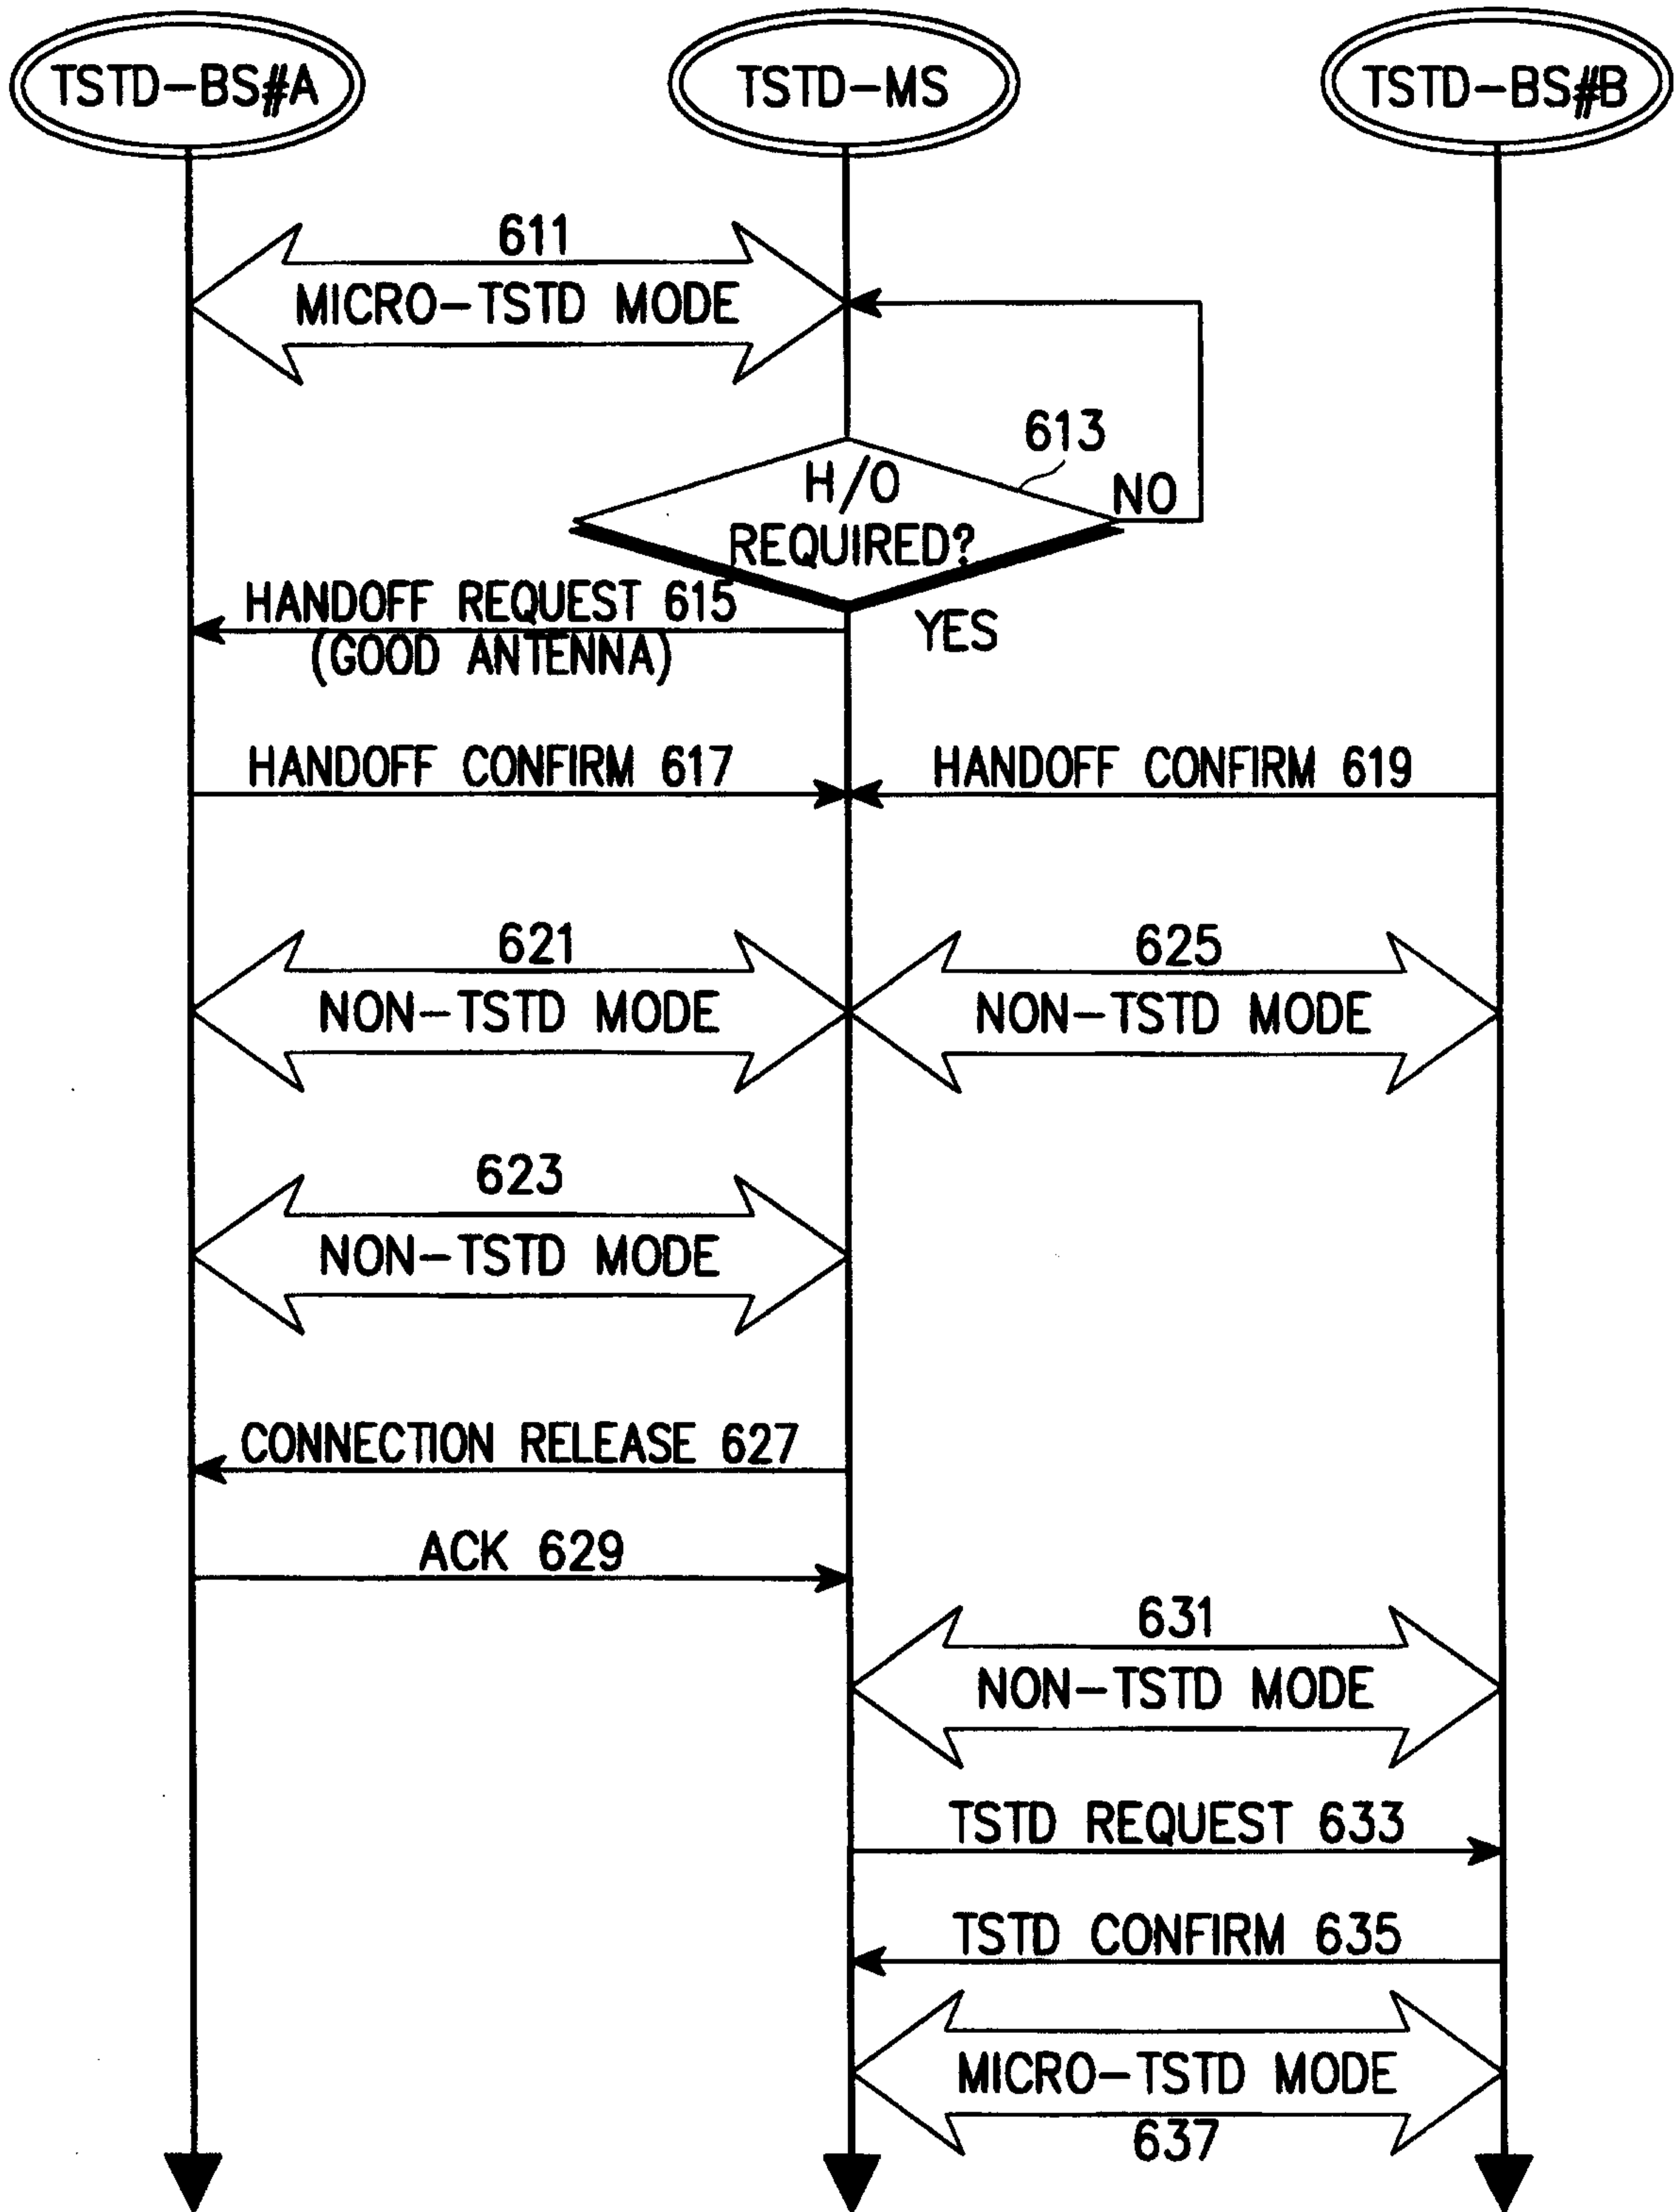 TSTD-BS#A
TSTD-MS
TSTD-BS#B
611
MICRO-TSTD MODE
613
H/O
REQUIRED?
NO
YES
HANDOFF REQUEST 615
(GOOD ANTENNA)
HANDOFF CONFIRM 617
HANDOFF CONFIRM 619
621
NON-TSTD MODE
625
NON-TSTD MODE
623
NON-TSTD MODE
CONNECTION RELEASE 627
ACK 629
631
NON-TSTD MODE
TSTD REQUEST 633
TSTD CONFIRM 635
MICRO-TSTD MODE
637